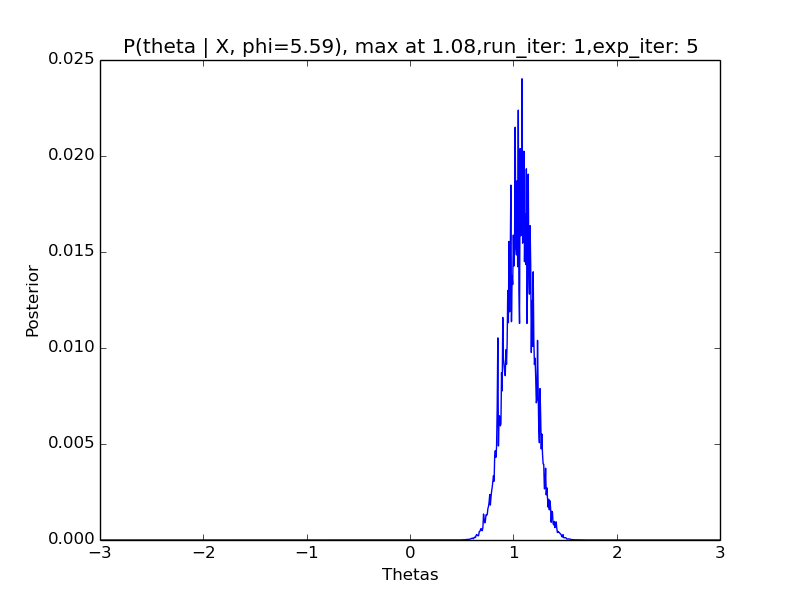 P(theta | X, phi=5.59), max at 1.08,run_iter: 1,exp_iter: 5
0.025
0.020
0.015
0.010
0.005
0.000
Posterior
−3 −2 −1 0 1 2 3
Thetas